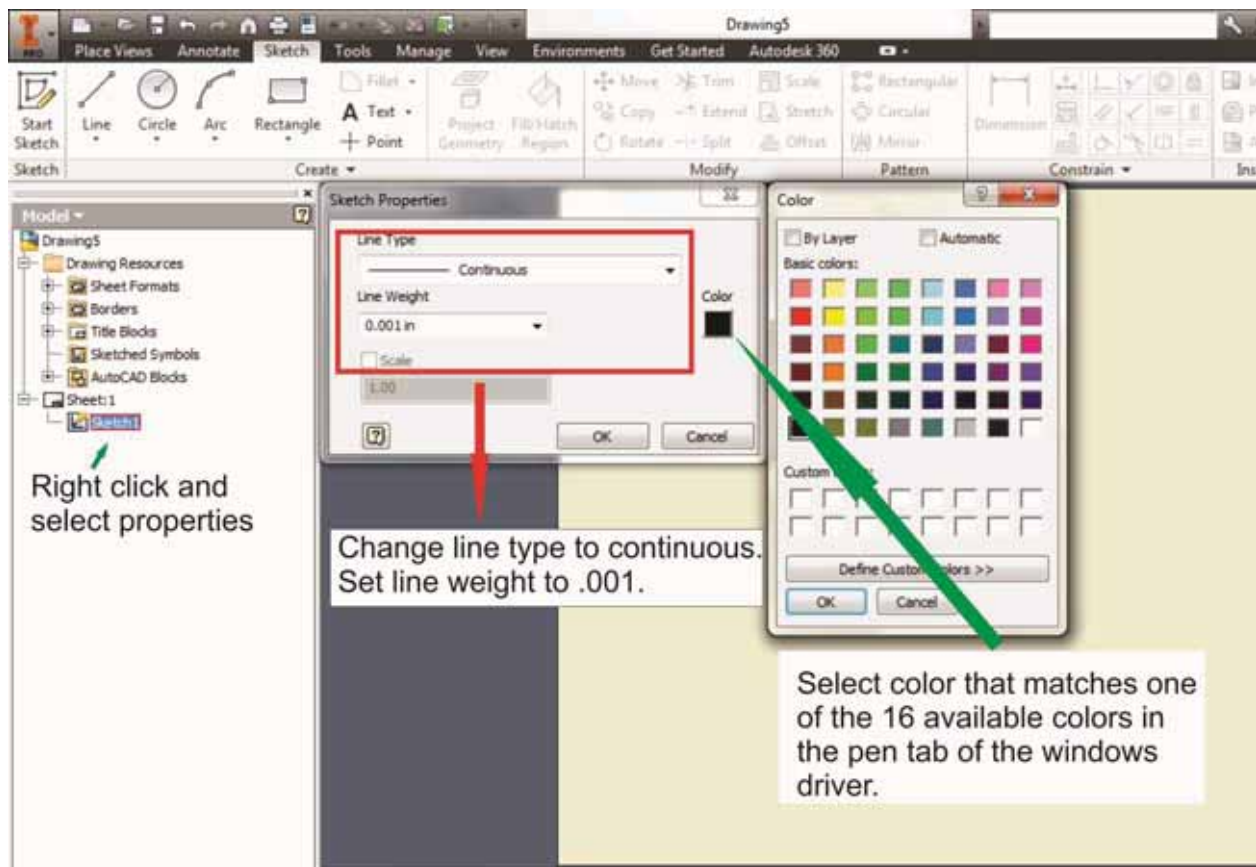 Drawing5
PRO
Place Views Annotate Sketch Tools Manage View Environments Get Started Autodesk 360
Start Sketch
Line
Circle
Arc
Rectangle
Fillet
Text
Point
Project Geometry
Fill/Hatch Region
Move
Copy
Rotate
Trim
Extend
Split
Scale
Stretch
Offset
Rectangular
Circular
Mirror
Dimension
Sketch
Create
Modify
Pattern
Constrain
Ins
Model
Drawing5
Drawing Resources
Sheet Formats
Borders
Title Blocks
Sketched Symbols
AutoCAD Blocks
Sheet:1
Sketch1
Right click and
select properties
Sketch Properties
Line Type
Continuous
Line Weight
0.001 in
Scale
1.00
Color
OK
Cancel
Change line type to continuous.
Set line weight to .001.
Color
By Layer
Automatic
Basic colors:
Custom
Define Custom Colors >>
OK
Cancel
Select color that matches one
of the 16 available colors in
the pen tab of the windows
driver.